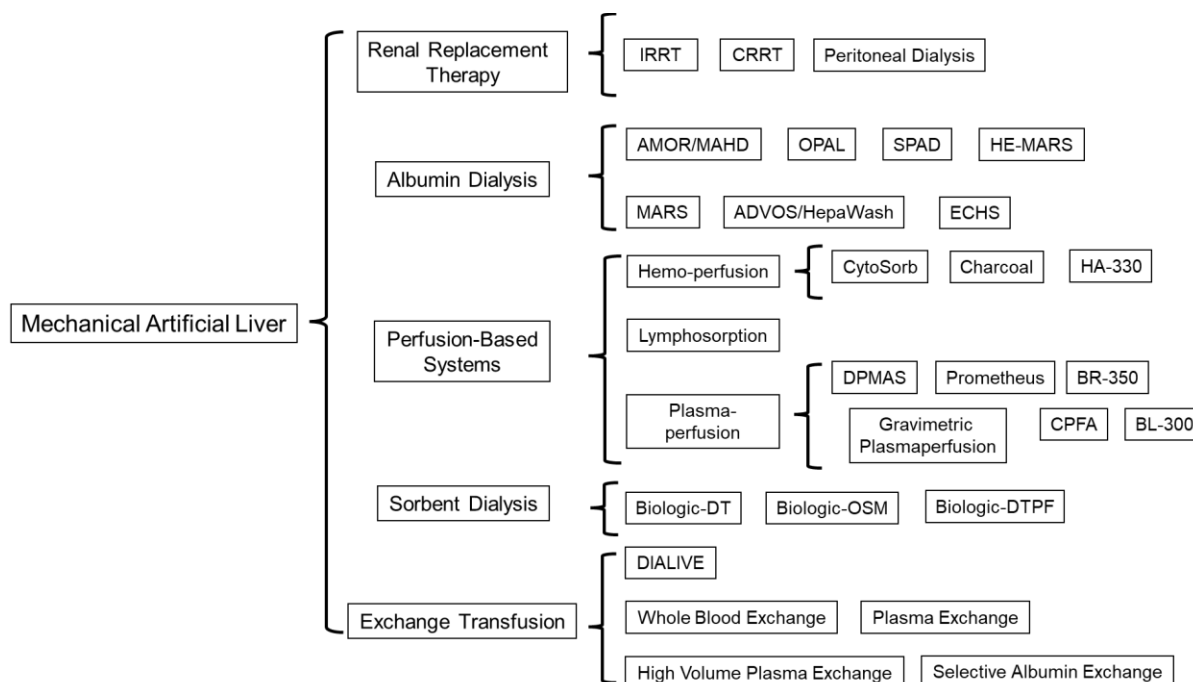 Mechanical Artificial Liver
Renal Replacement
Therapy
IRRT
CRRT
Peritoneal Dialysis
Albumin Dialysis
AMOR/MAHD
OPAL
SPAD
HE-MARS
MARS
ADVOS/HepaWash
ECHS
Perfusion-Based
Systems
Hemo-perfusion
CytoSorb
Charcoal
HA-330
Lymphosorption
Plasma-
perfusion
DPMAS
Prometheus
BR-350
Gravimetric
Plasmaperfusion
CPFA
BL-300
Sorbent Dialysis
Biologic-DT
Biologic-OSM
Biologic-DTPF
Exchange Transfusion
DIALIVE
Whole Blood Exchange
Plasma Exchange
High Volume Plasma Exchange
Selective Albumin Exchange